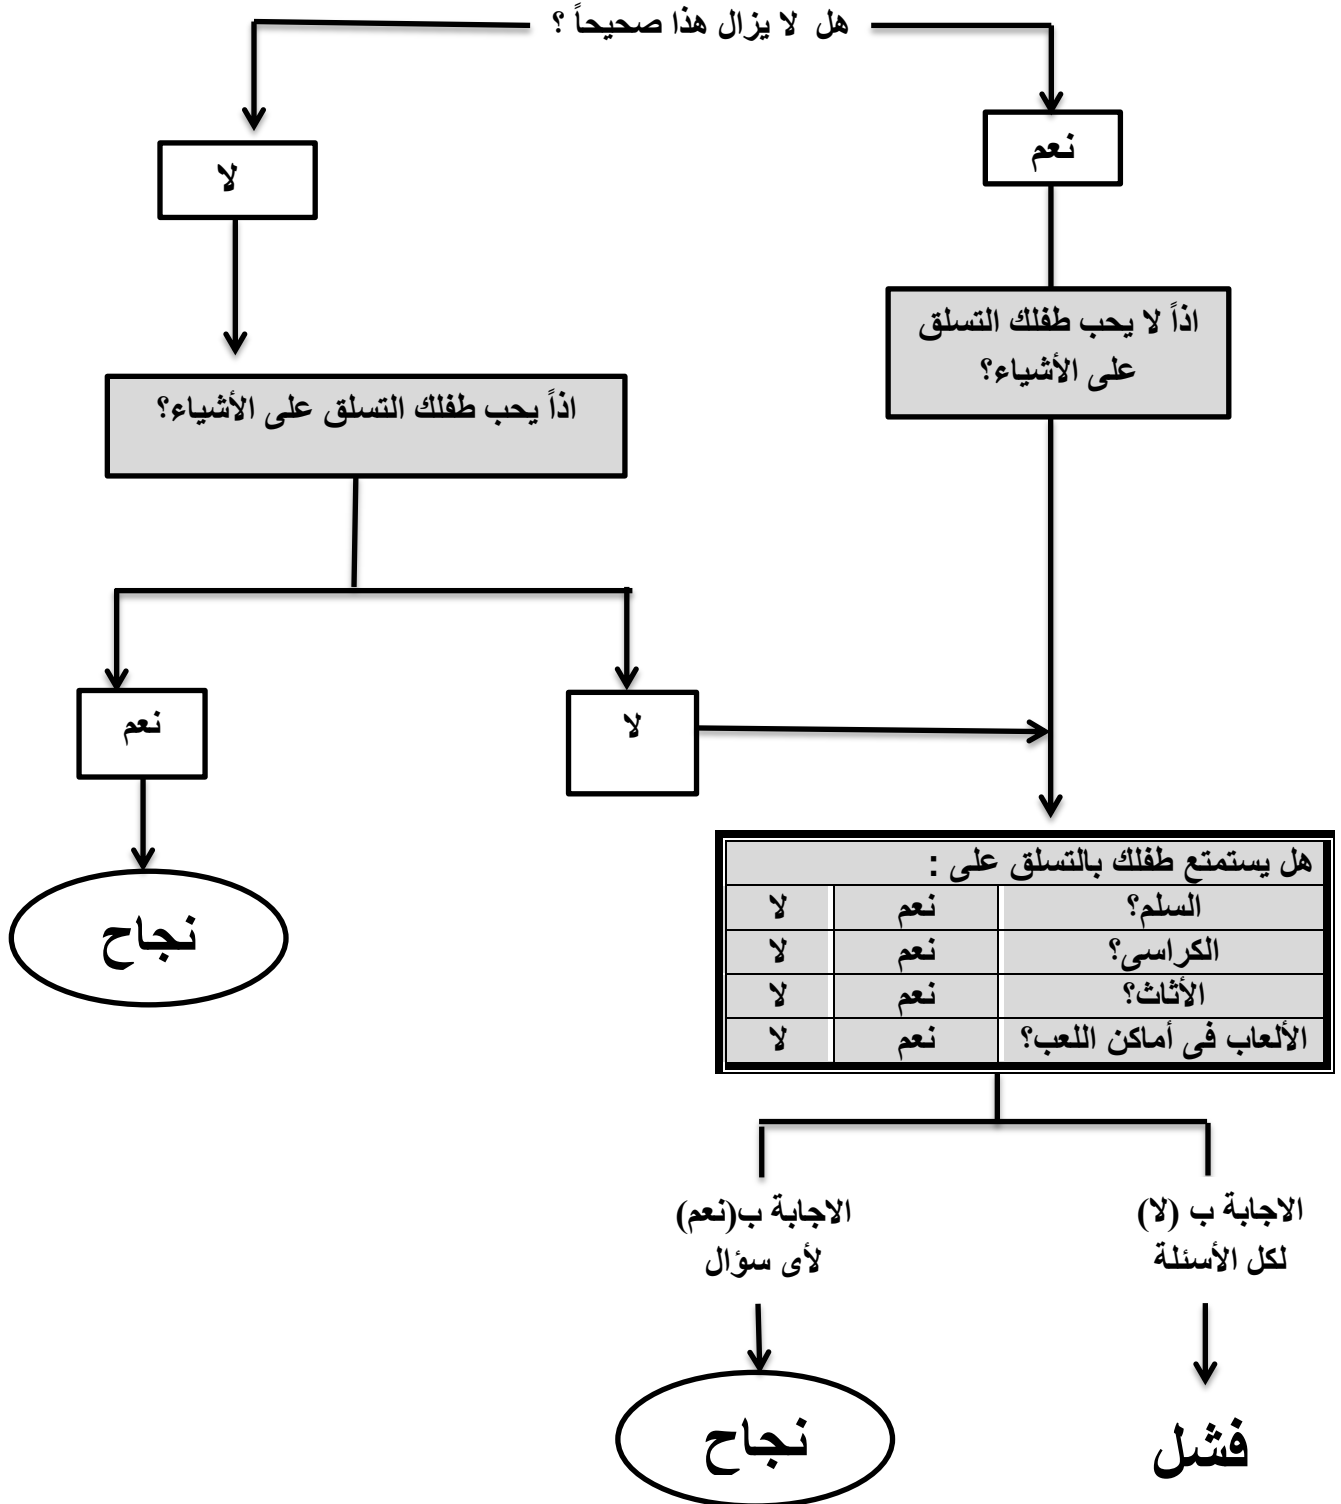 هل لا يزال هذا صحيحاً ؟
نعم
لا
اذاً لا يحب طفلك التسلق
على الأشياء؟
اذاً يحب طفلك التسلق على الأشياء؟
لا
نعم
نجاح
هل يستمتع طفلك بالتسلق على :
السلم؟ نعم لا
الكراسى؟ نعم لا
الأثاث؟ نعم لا
الألعاب فى أماكن اللعب؟ نعم لا
الاجابة ب (لا)
لكل الأسئلة
الاجابة ب(نعم)
لأى سؤال
فشل
نجاح